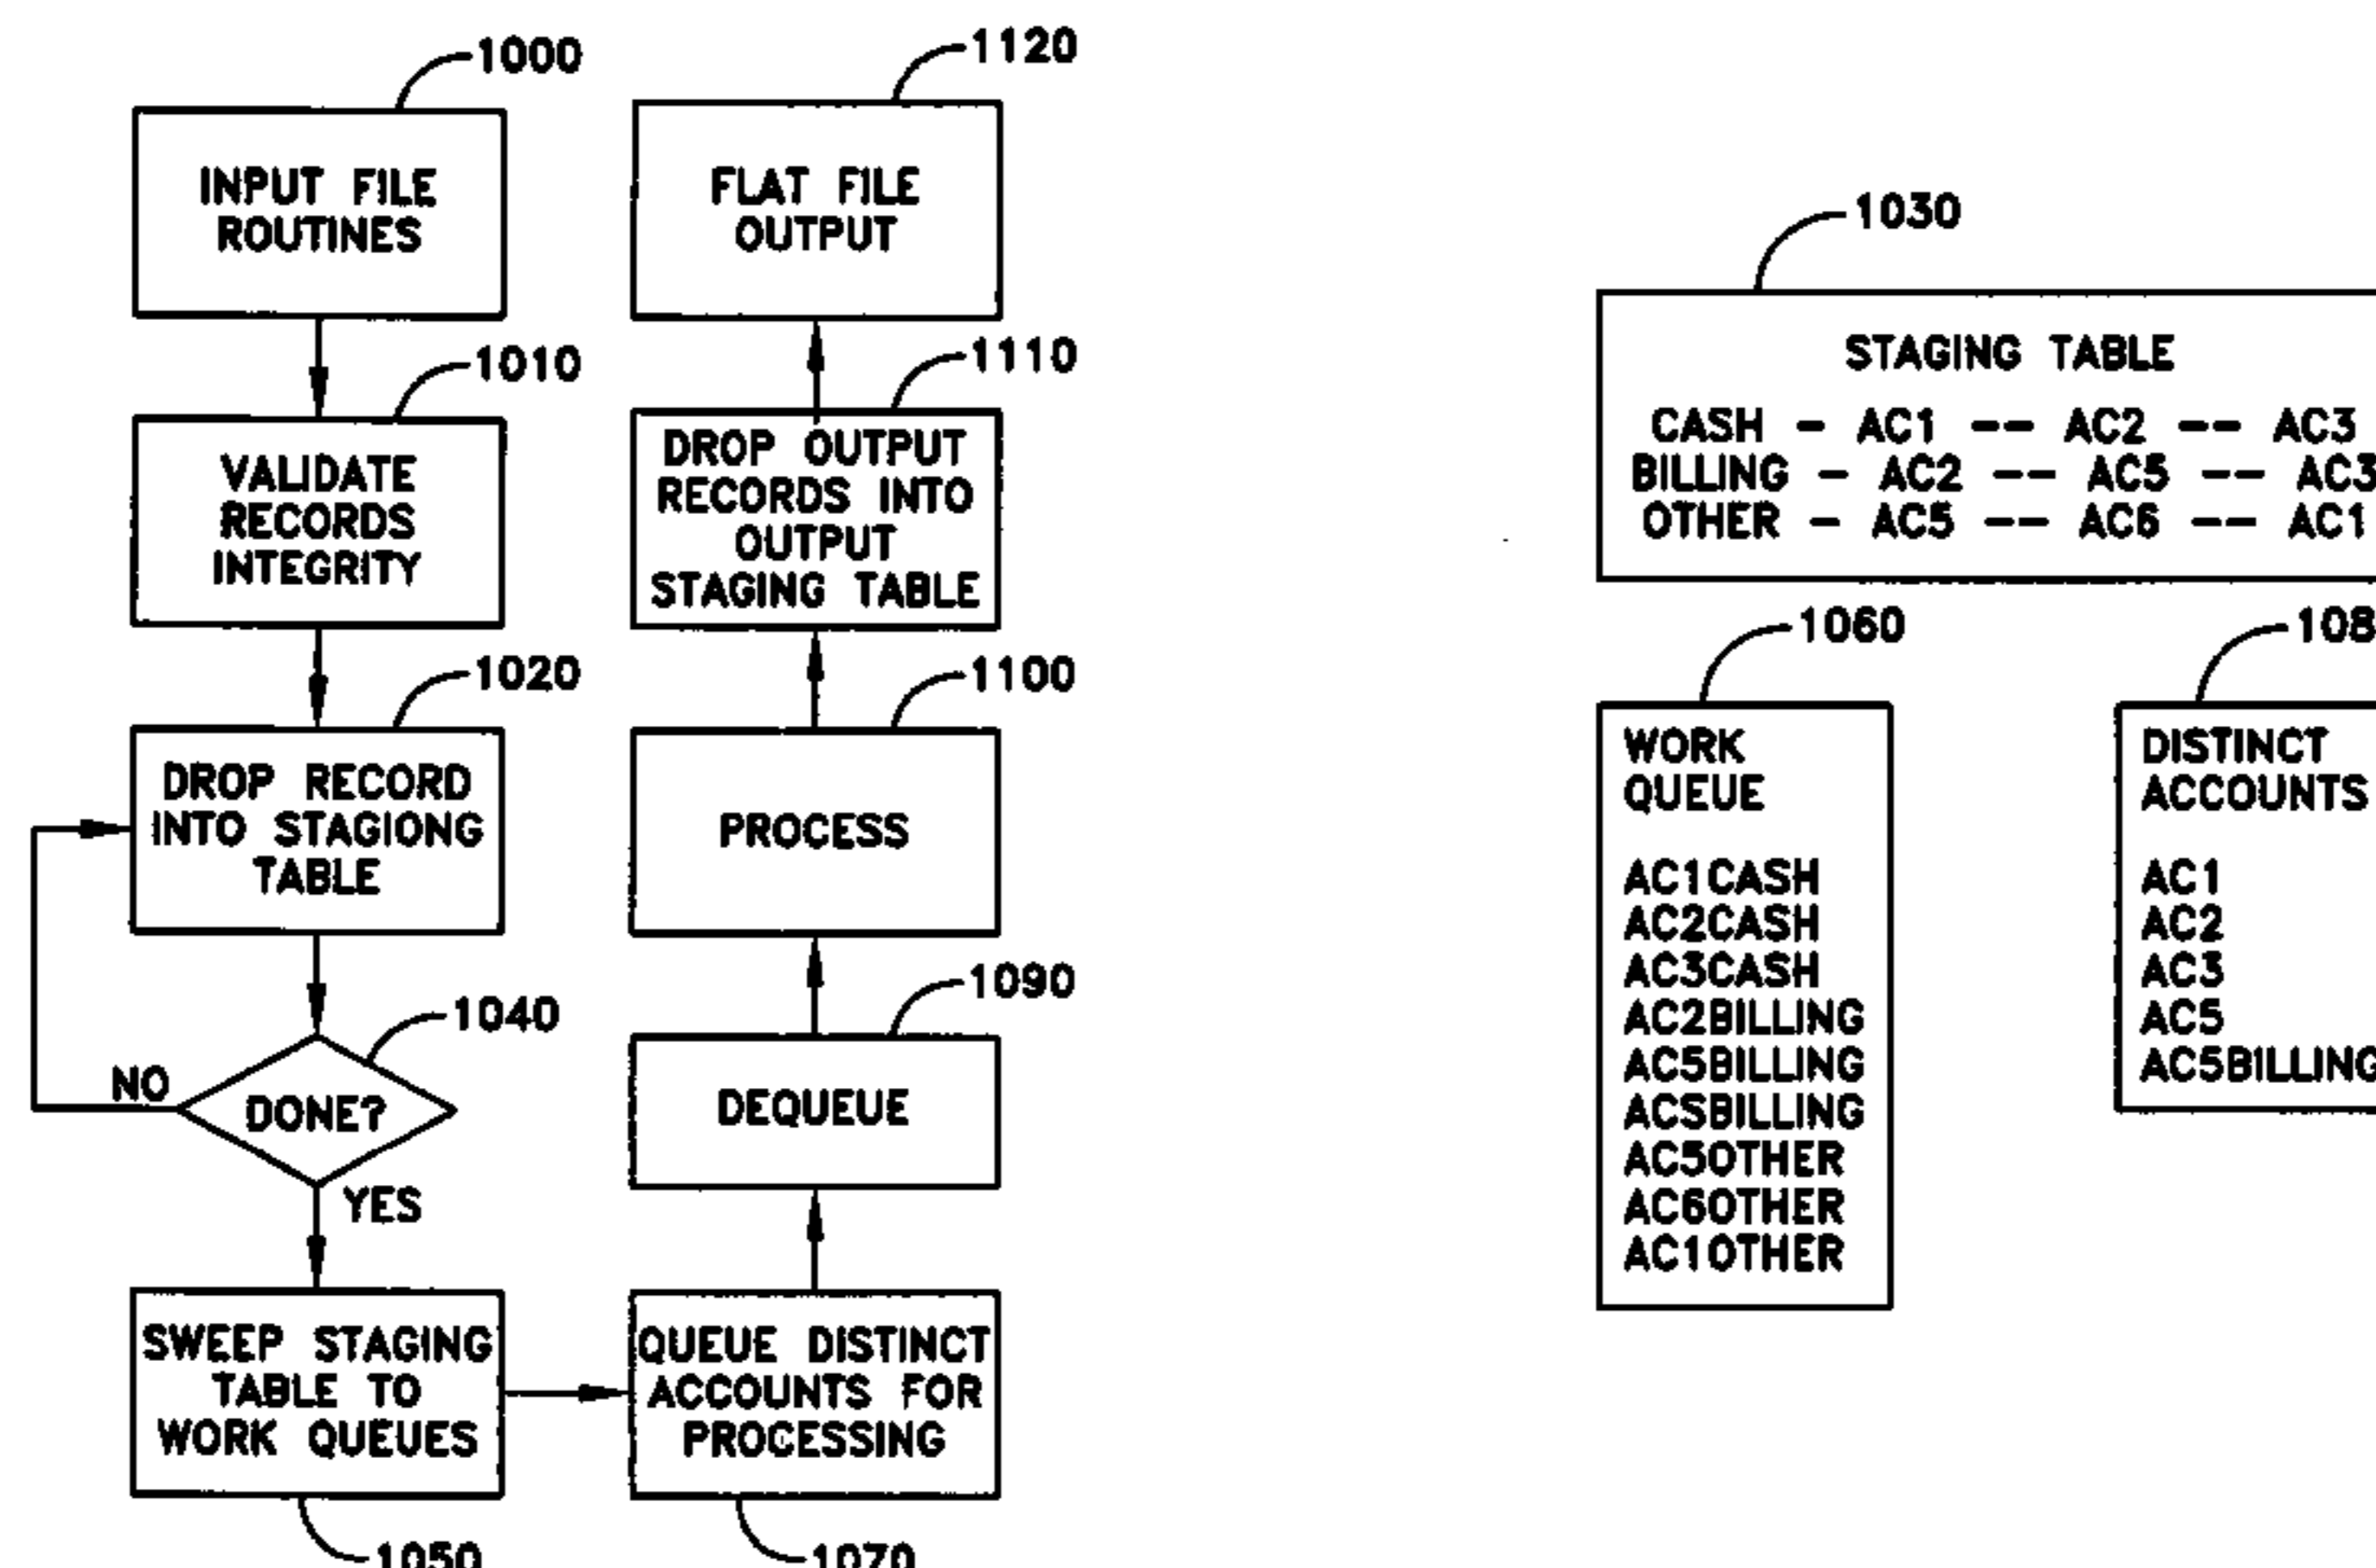 1000
INPUT FILE
ROUTINES
1010
VALIDATE
RECORDS
INTEGRITY
1020
DROP RECORD
INTO STAGIONG
TABLE
1040
NO
DONE?
YES
SWEEP STAGING
TABLE TO
WORK QUEUES
1050
1120
FLAT FILE
OUTPUT
1110
DROP OUTPUT
RECORDS INTO
OUTPUT
STAGING TABLE
1100
PROCESS
1090
DEQUEUE
QUEUE DISTINCT
ACCOUNTS FOR
PROCESSING
1070
1030
STAGING TABLE
CASH - AC1 -- AC2 -- AC3
BILLING - AC2 -- AC5 -- AC3
OTHER - AC5 -- AC6 -- AC1
1060
WORK
QUEUE
AC1CASH
AC2CASH
AC3CASH
AC2BILLING
AC5BILLING
ACSBILLING
AC5OTHER
AC6OTHER
AC1OTHER
108
DISTINCT
ACCOUNTS
AC1
AC2
AC3
AC5
AC5BILLING